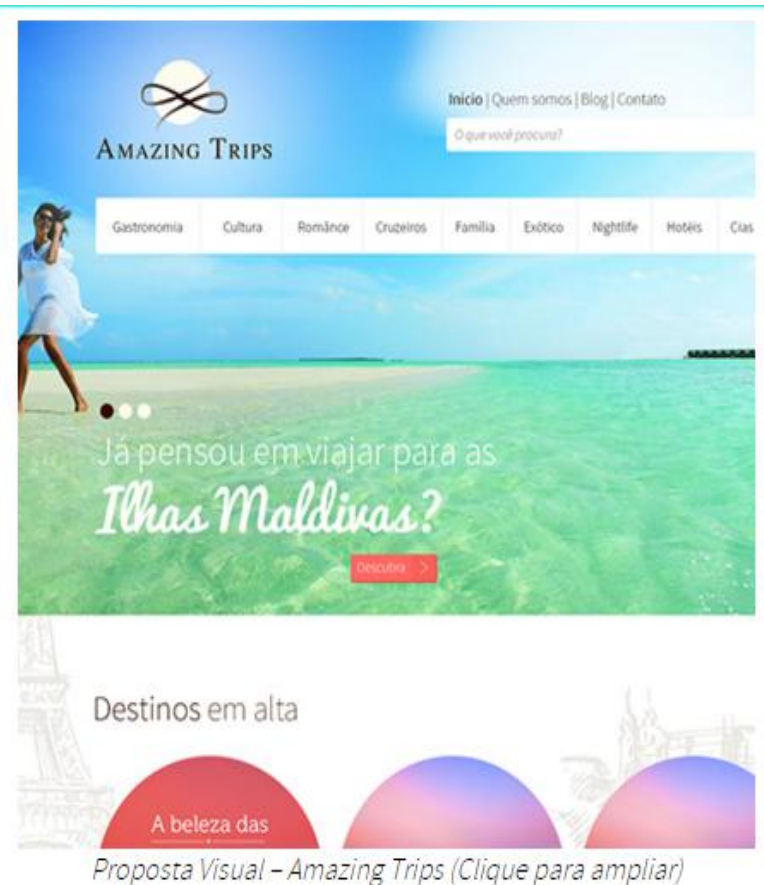 AMAZING TRIPS
Início | Quem somos | Blog | Contato
O que você procura?
Gastronomia Cultura Românce Cruzeiros Família Exótico Nightlife Hotéis Cias
Já pensou em viajar para as
Ilhas Maldivas?
Descubra >
Destinos em alta
A beleza das
Proposta Visual – Amazing Trips (Clique para ampliar)